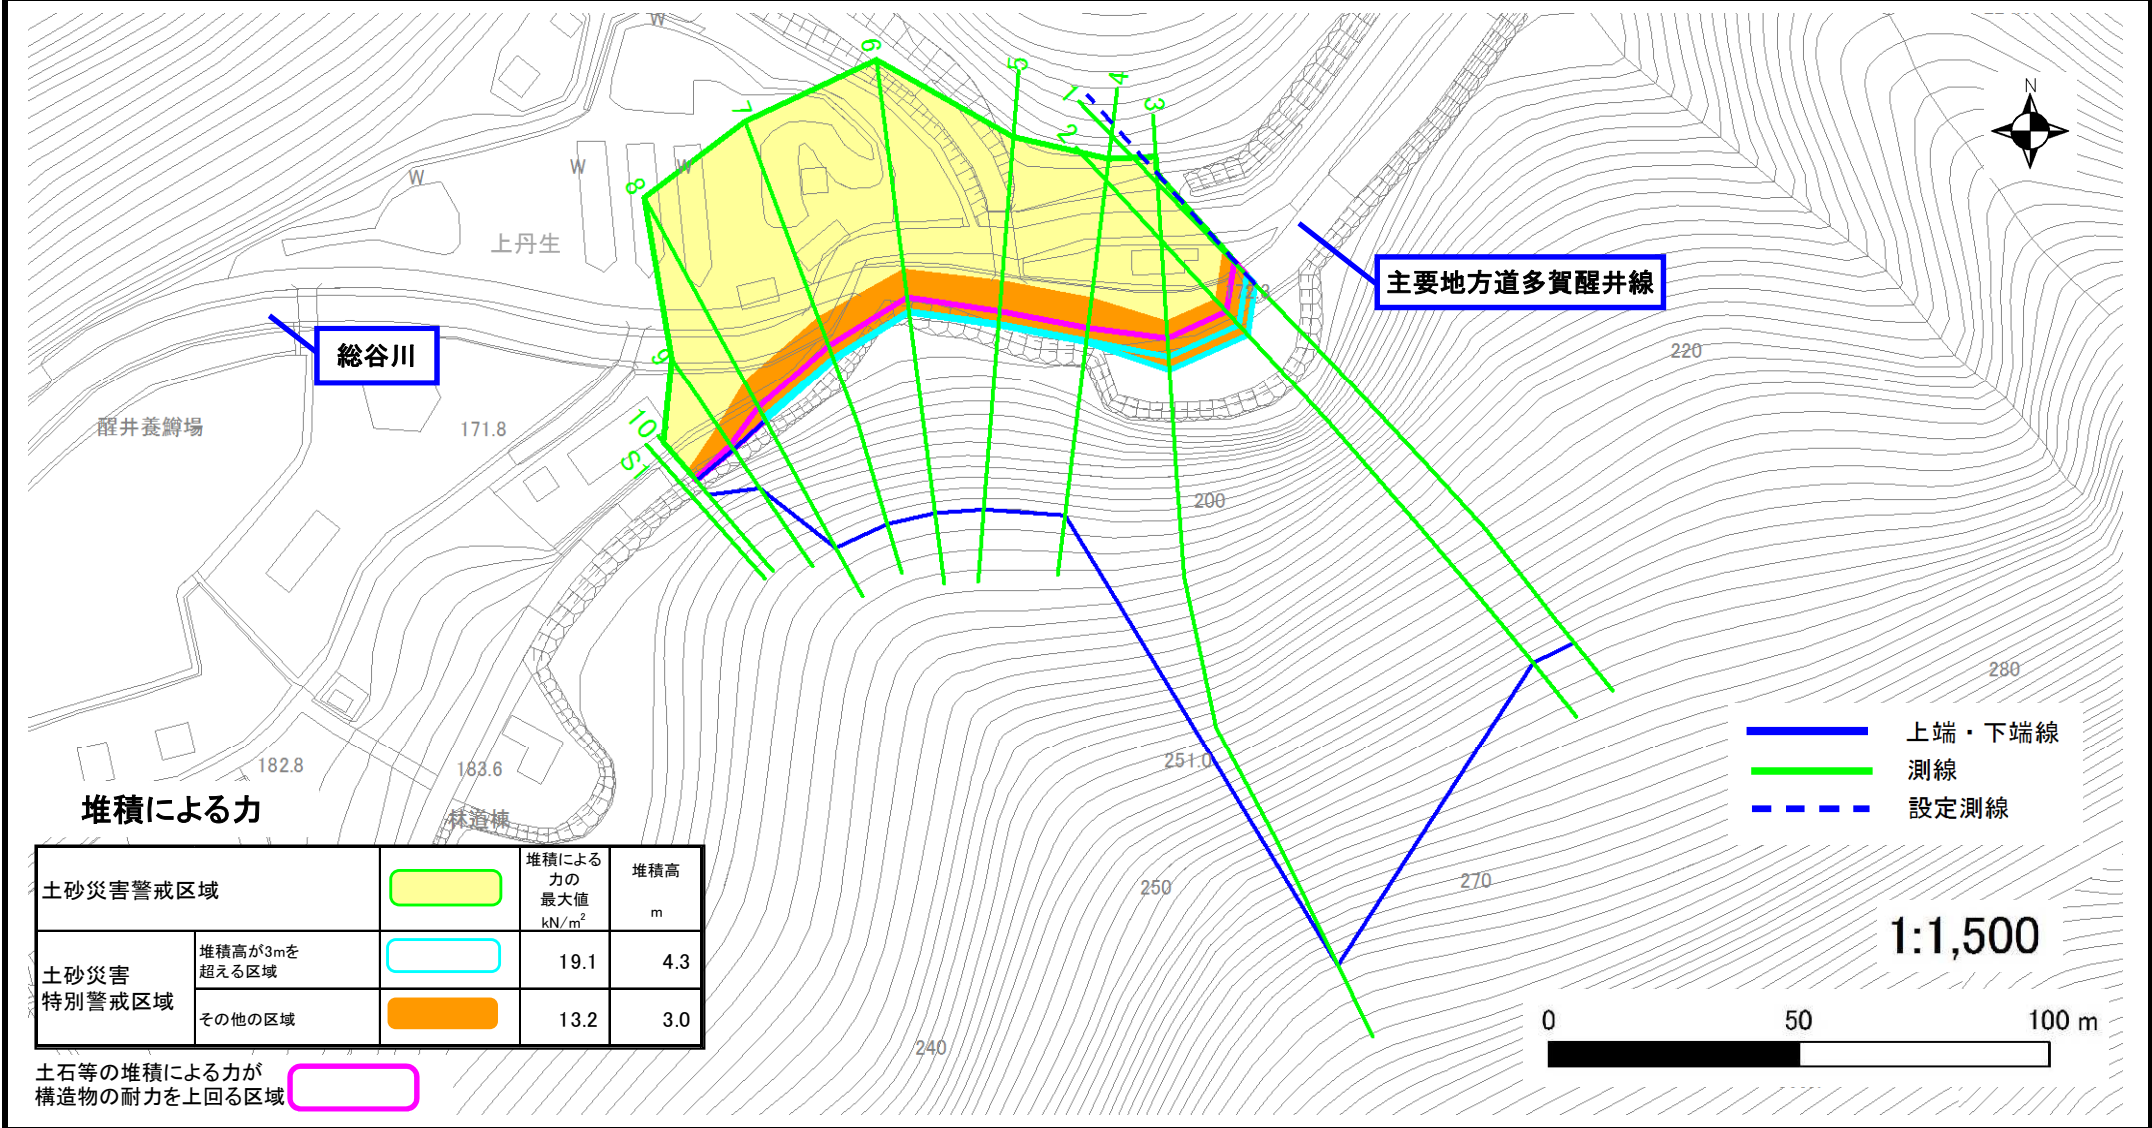 W
6
5
4
1
3
2
7
8
9
10
S1
N
W
W
W
上丹生
主要地方道多賀醒井線
総谷川
醒井養鱒場
171.8
220
200
280
251.0
250
270
240
182.8
183.6
林道棟
上端・下端線
測線
設定測線
1:1,500
0 50 100 m
堆積による力
堆積による
力の
最大値
kN/m²
堆積高
m
土砂災害警戒区域
土砂災害
特別警戒区域
堆積高が3mを
超える区域
19.1 4.3
その他の区域
13.2 3.0
土石等の堆積による力が
構造物の耐力を上回る区域